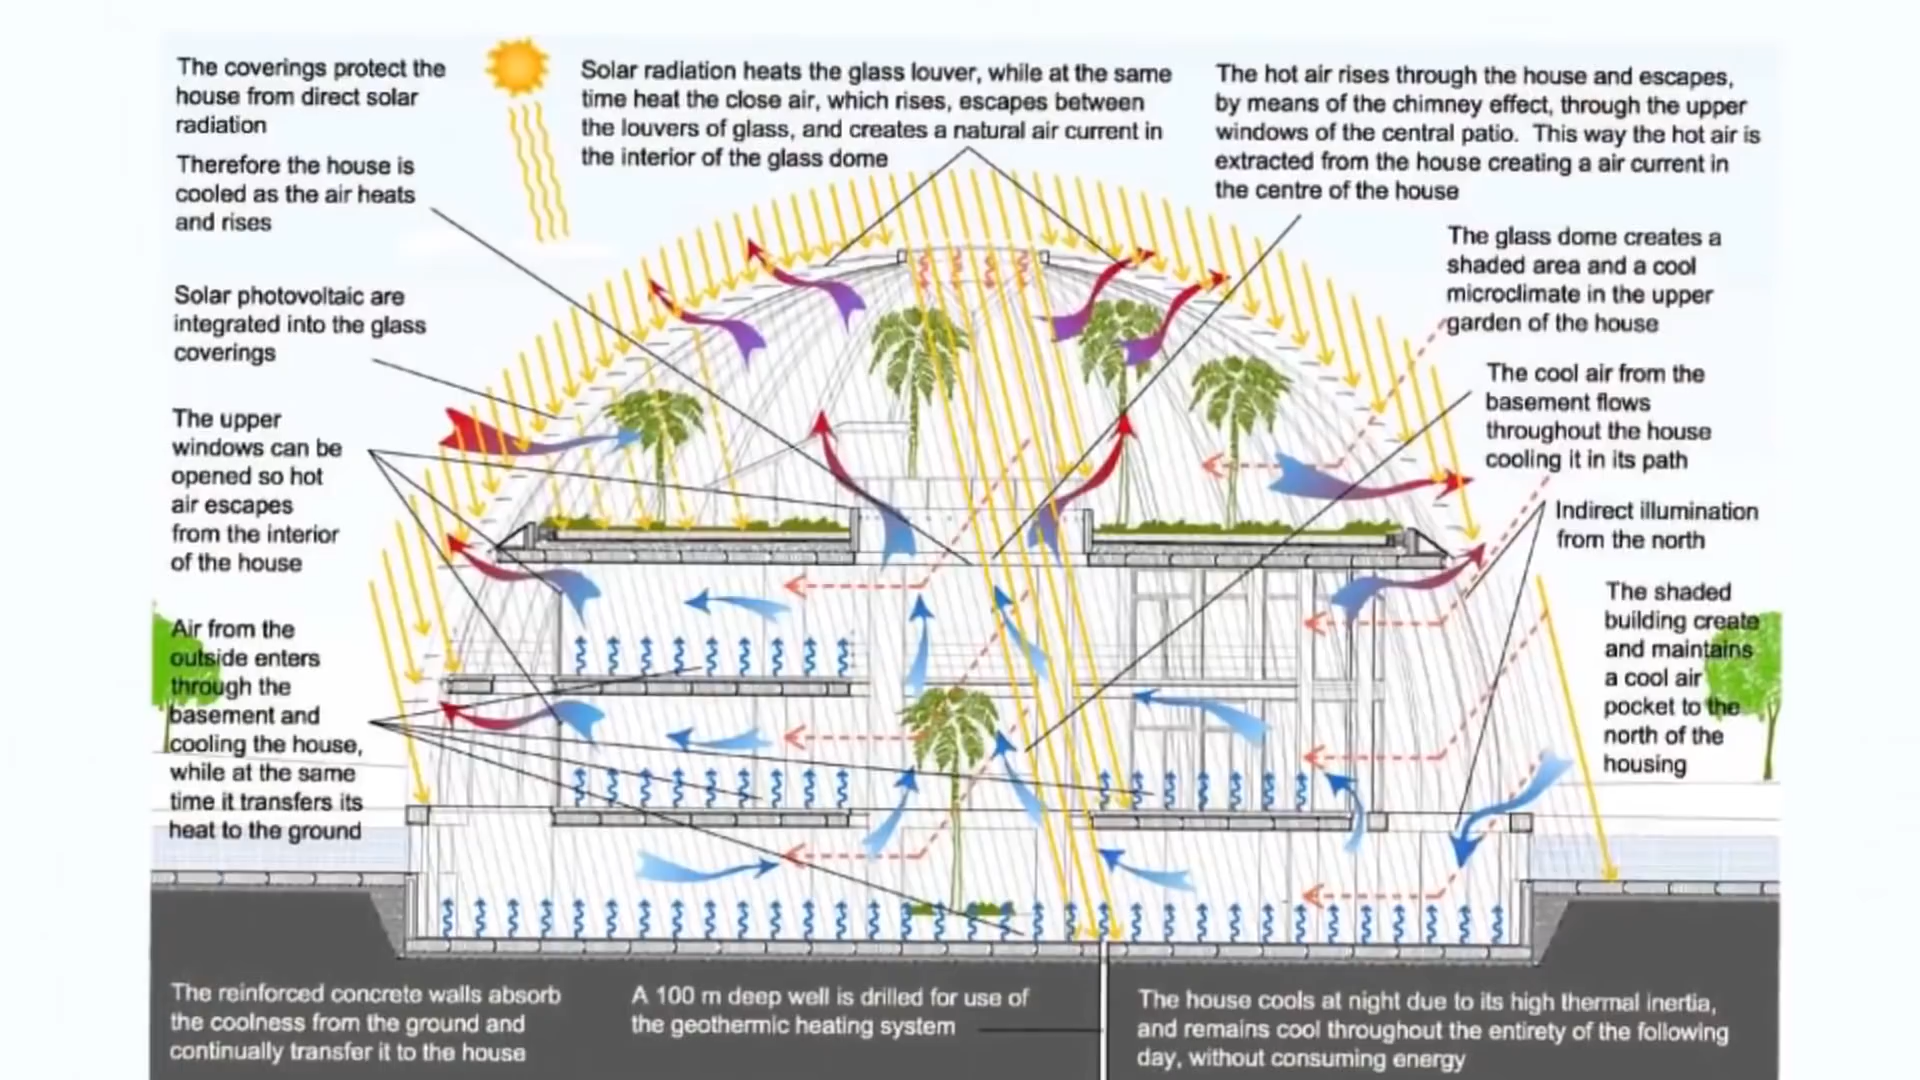 The coverings protect the
house from direct solar
radiation
Therefore the house is
cooled as the air heats
and rises
Solar photovoltaic are
integrated into the glass
coverings
The upper
windows can be
opened so hot
air escapes
from the interior
of the house
Air from the
outside enters
through the
basement and
cooling the house,
while at the same
time it transfers its
heat to the ground
Solar radiation heats the glass louver, while at the same
time heat the close air, which rises, escapes between
the louvers of glass, and creates a natural air current in
the interior of the glass dome
The hot air rises through the house and escapes,
by means of the chimney effect, through the upper
windows of the central patio. This way the hot air is
extracted from the house creating a air current in
the centre of the house
The glass dome creates a
shaded area and a cool
microclimate in the upper
garden of the house
The cool air from the
basement flows
throughout the house
cooling it in its path
Indirect illumination
from the north
The shaded
building create
and maintains
a cool air
pocket to the
north of the
housing
The reinforced concrete walls absorb
the coolness from the ground and
continually transfer it to the house
A 100 m deep well is drilled for use of
the geothermic heating system
The house cools at night due to its high thermal inertia,
and remains cool throughout the entirety of the following
day, without consuming energy